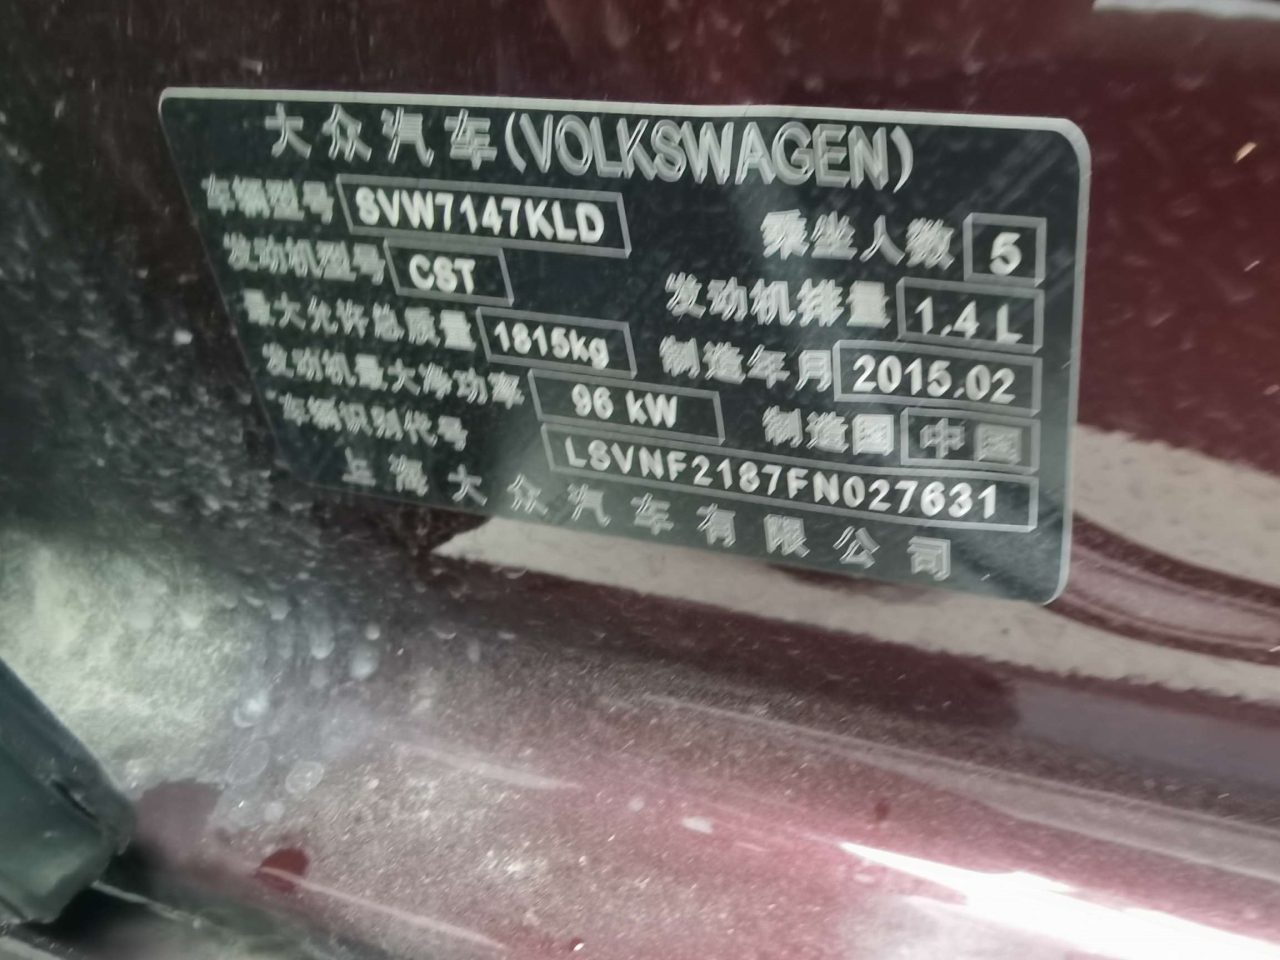 大众汽车(VOLKSWAGEN)
车辆型号 SVW7147KLD 乘坐人数 5
发动机型号 CST 发动机排量 1.4 L
最大允许总质量 1815kg 制造年月 2015.02
发动机最大净功率 96 kW 制造国 中国
车辆识别代号 LSVNF2187FN027631
上海大众汽车有限公司